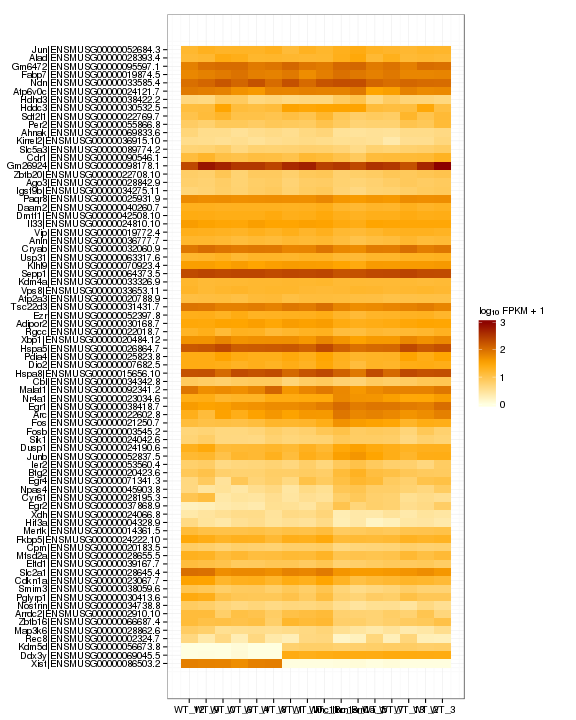 Jun|ENSMUSG00000052684.3
Alad|ENSMUSG00000028393.4
Gm6472|ENSMUSG00000095597.1
Fabp7|ENSMUSG00000019874.5
Ndn|ENSMUSG00000033585.4
Atp6v0c|ENSMUSG00000024121.7
Hdhd3|ENSMUSG00000038422.2
Hddc3|ENSMUSG00000030532.5
Sdf2l1|ENSMUSG00000022769.7
Per2|ENSMUSG00000055866.8
Ahnak|ENSMUSG00000069833.6
Kirrel2|ENSMUSG00000036915.10
Slc5a3|ENSMUSG00000089774.2
Cdr1|ENSMUSG00000090546.1
Gm26924|ENSMUSG00000098178.1
Zbtb20|ENSMUSG00000022708.10
Ago3|ENSMUSG00000028842.9
Igsf9b|ENSMUSG00000034275.11
Paqr8|ENSMUSG00000025931.9
Daam2|ENSMUSG00000040260.7
Dmtf1|ENSMUSG00000042508.10
Il33|ENSMUSG00000024810.10
Vip|ENSMUSG00000019772.4
Anln|ENSMUSG00000036777.7
Cryab|ENSMUSG00000032060.9
Usp31|ENSMUSG00000063317.6
Klhl9|ENSMUSG00000070923.4
Sepp1|ENSMUSG00000064373.5
Kdm4a|ENSMUSG00000033326.9
Vps8|ENSMUSG00000033653.11
Atp2a3|ENSMUSG00000020788.9
Tsc22d3|ENSMUSG00000031431.7
Ezr|ENSMUSG00000052397.8
Adipor2|ENSMUSG00000030168.7
Rgcc|ENSMUSG00000022018.7
Xbp1|ENSMUSG00000020484.12
Hspa5|ENSMUSG00000026864.7
Pdia4|ENSMUSG00000025823.8
Dio2|ENSMUSG00000007682.5
Hspa8|ENSMUSG00000015656.10
Cbl|ENSMUSG00000034342.8
Malat1|ENSMUSG00000092341.2
Nr4a1|ENSMUSG00000023034.6
Egr1|ENSMUSG00000038418.7
Arc|ENSMUSG00000022602.8
Fos|ENSMUSG00000021250.7
Fosb|ENSMUSG00000003545.2
Sik1|ENSMUSG00000024042.6
Dusp1|ENSMUSG00000024190.6
Junb|ENSMUSG00000052837.5
Ier2|ENSMUSG00000053560.4
Btg2|ENSMUSG00000020423.6
Egr4|ENSMUSG00000071341.3
Npas4|ENSMUSG00000045903.8
Cyr61|ENSMUSG00000028195.3
Egr2|ENSMUSG00000037868.9
Xdh|ENSMUSG00000024066.8
Hif3a|ENSMUSG00000004328.9
Mertk|ENSMUSG00000014361.5
Fkbp5|ENSMUSG00000024222.10
Cpm|ENSMUSG00000020183.5
Mfsd2a|ENSMUSG00000028655.5
Efhd1|ENSMUSG00000039167.7
Slc2a1|ENSMUSG00000028645.4
Cdkn1a|ENSMUSG00000023067.7
Smim3|ENSMUSG00000038059.6
Pglyrp1|ENSMUSG00000030413.6
Nostrin|ENSMUSG00000034738.8
Arrdc2|ENSMUSG00000002910.10
Zbtb16|ENSMUSG00000066687.4
Map3k6|ENSMUSG00000028862.6
Rec8|ENSMUSG00000002324.7
Kdm5d|ENSMUSG00000056673.8
Ddx3y|ENSMUSG00000069045.5
Xist|ENSMUSG00000086503.2
log₁₀ FPKM + 1
3
2
1
0